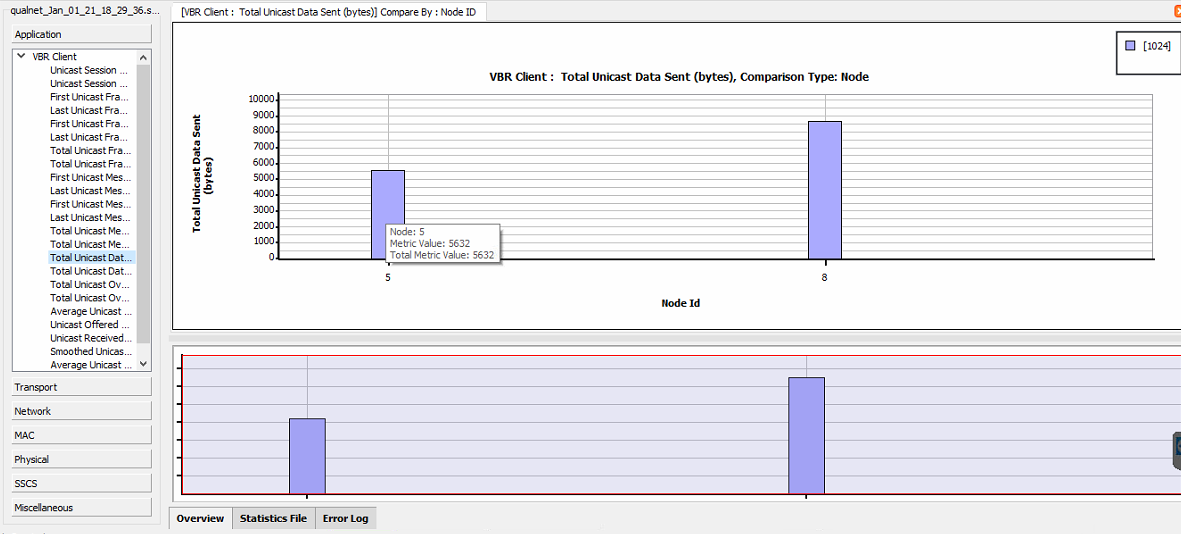 qualnet_Jan_01_21_18_29_36.s...
[VBR Client : Total Unicast Data Sent (bytes)] Compare By : Node ID
Application
VBR Client
Unicast Session ...
Unicast Session ...
First Unicast Fra...
Last Unicast Fra...
First Unicast Fra...
Last Unicast Fra...
Total Unicast Fra...
Total Unicast Fra...
First Unicast Mes...
Last Unicast Mes...
First Unicast Mes...
Last Unicast Mes...
Total Unicast Me...
Total Unicast Me...
Total Unicast Dat...
Total Unicast Dat...
Total Unicast Ov...
Total Unicast Ov...
Average Unicast ...
Unicast Offered ...
Unicast Received...
Smoothed Unicas...
Average Unicast ...
Transport
Network
MAC
Physical
SSCS
Miscellaneous
[1024]
VBR Client : Total Unicast Data Sent (bytes), Comparison Type: Node
Total Unicast Data Sent
(bytes)
10000
9000
8000
7000
6000
5000
4000
3000
2000
1000
0
Node: 5
Metric Value: 5632
Total Metric Value: 5632
5
8
Node Id
Overview
Statistics File
Error Log